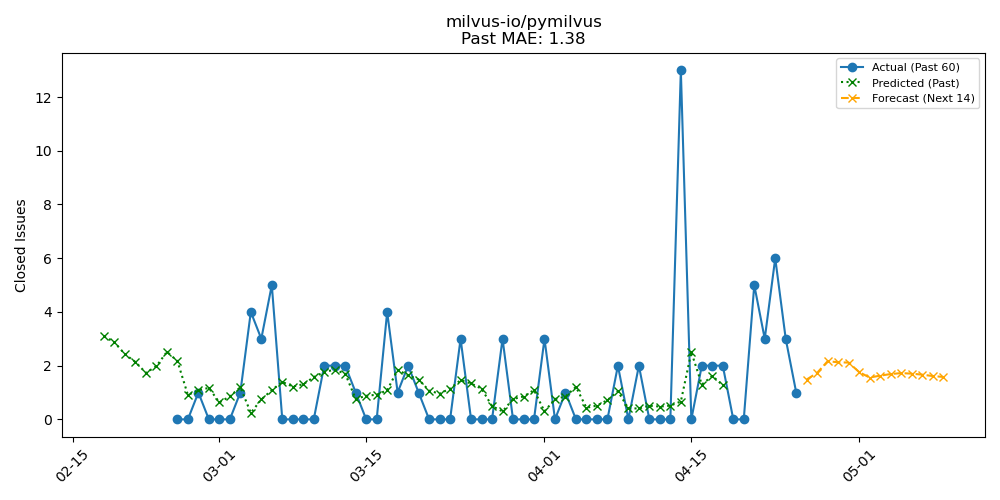 milvus-io/pymilvus
Past MAE: 1.38
Closed Issues
12
10
8
6
4
2
0
02-15
03-01
03-15
04-01
04-15
05-01
Actual (Past 60)
Predicted (Past)
Forecast (Next 14)